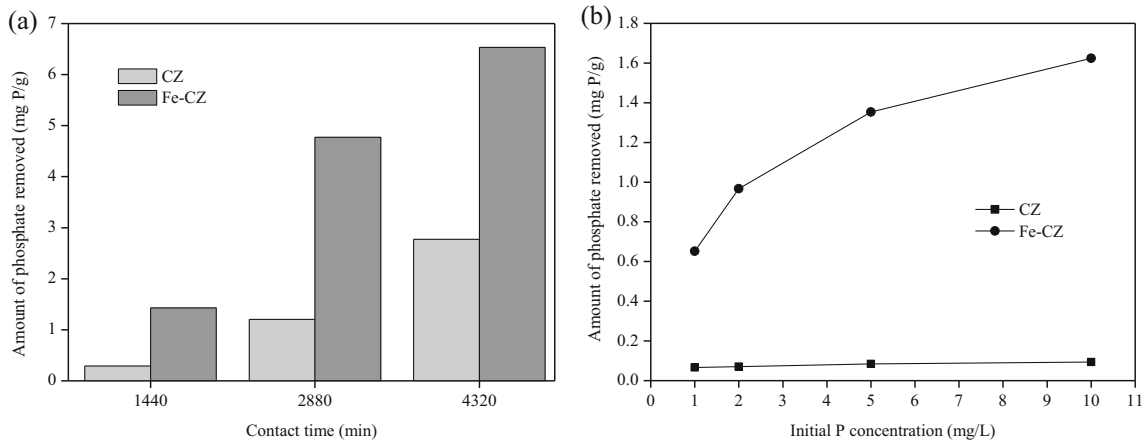 (a)
7
6
5
4
3
2
1
0
Amount of phosphate removed (mg P/g)
CZ
Fe-CZ
1440 2880 4320
Contact time (min)
(b)
1.8
1.6
1.4
1.2
1.0
0.8
0.6
0.4
0.2
0.0
Amount of phosphate removed (mg P/g)
CZ
Fe-CZ
0 1 2 3 4 5 6 7 8 9 10 11
Initial P concentration (mg/L)